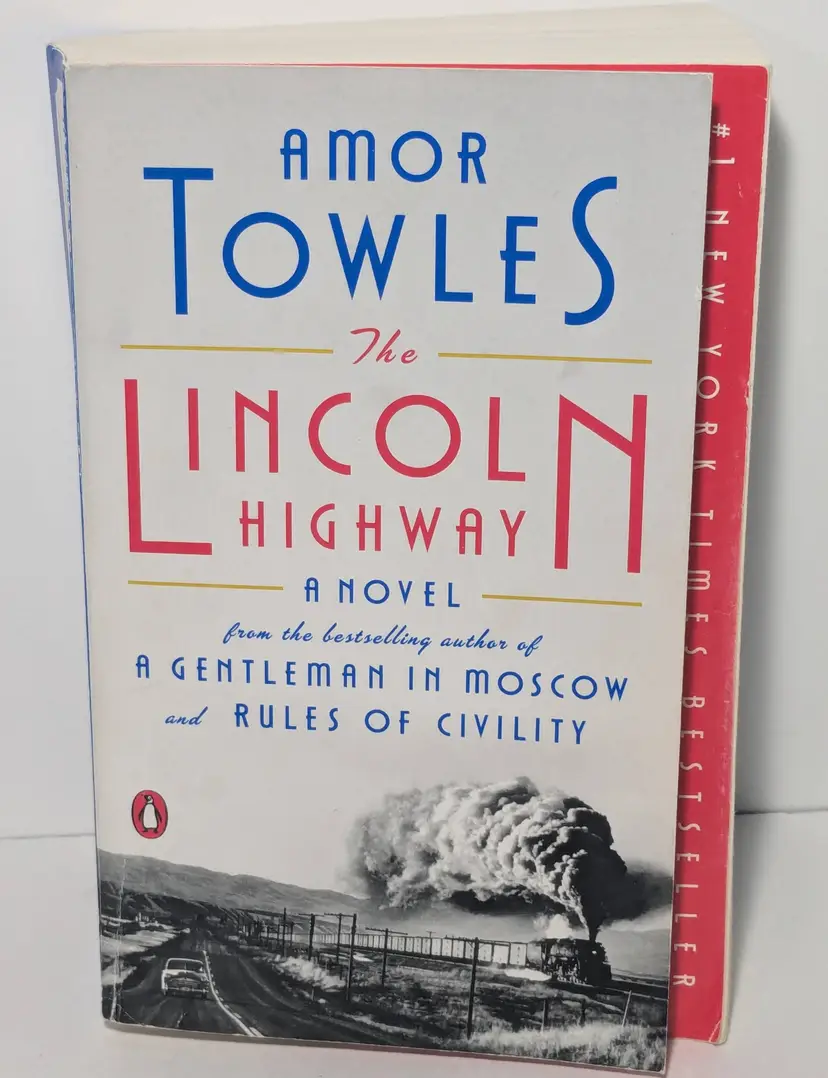 AMOR
TOWLES
The
LINCOLN
HIGHWAY
A NOVEL
from the bestselling author of
A GENTLEMAN IN MOSCOW
and RULES OF CIVILITY
#1 NEW YORK TIMES BESTSELLER